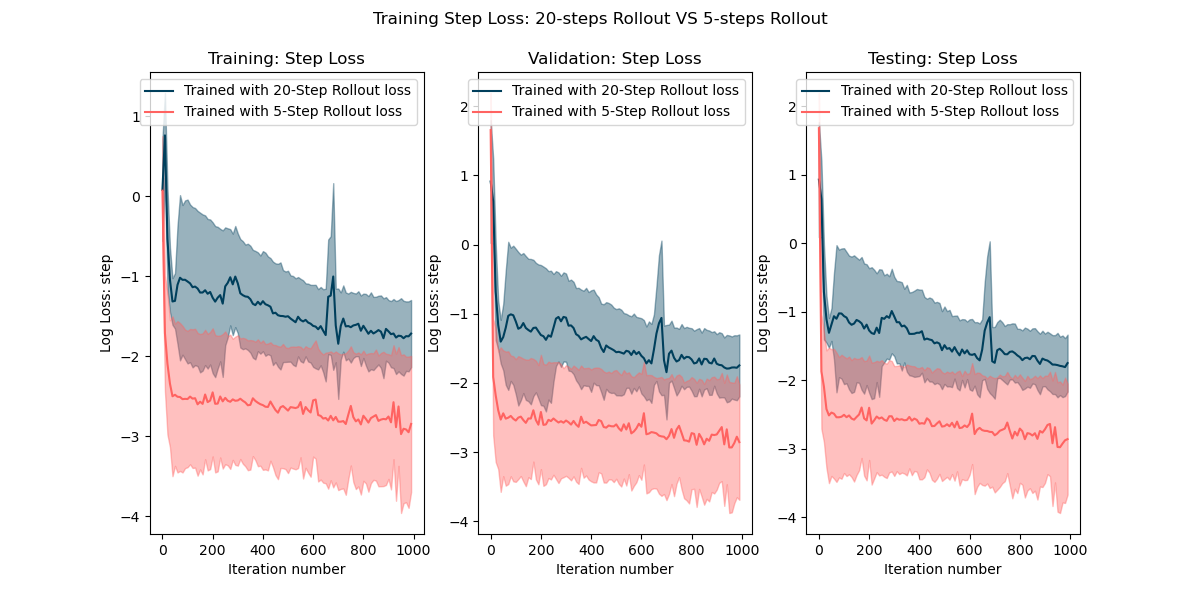 Training Step Loss: 20-steps Rollout VS 5-steps Rollout
Training: Step Loss
Trained with 20-Step Rollout loss
Trained with 5-Step Rollout loss
1
0
−1
−2
−3
−4
Log Loss: step
0 200 400 600 800 1000
Iteration number
Validation: Step Loss
Trained with 20-Step Rollout loss
Trained with 5-Step Rollout loss
2
1
0
−1
−2
−3
−4
Log Loss: step
0 200 400 600 800 1000
Iteration number
Testing: Step Loss
Trained with 20-Step Rollout loss
Trained with 5-Step Rollout loss
2
1
0
−1
−2
−3
−4
Log Loss: step
0 200 400 600 800 1000
Iteration number